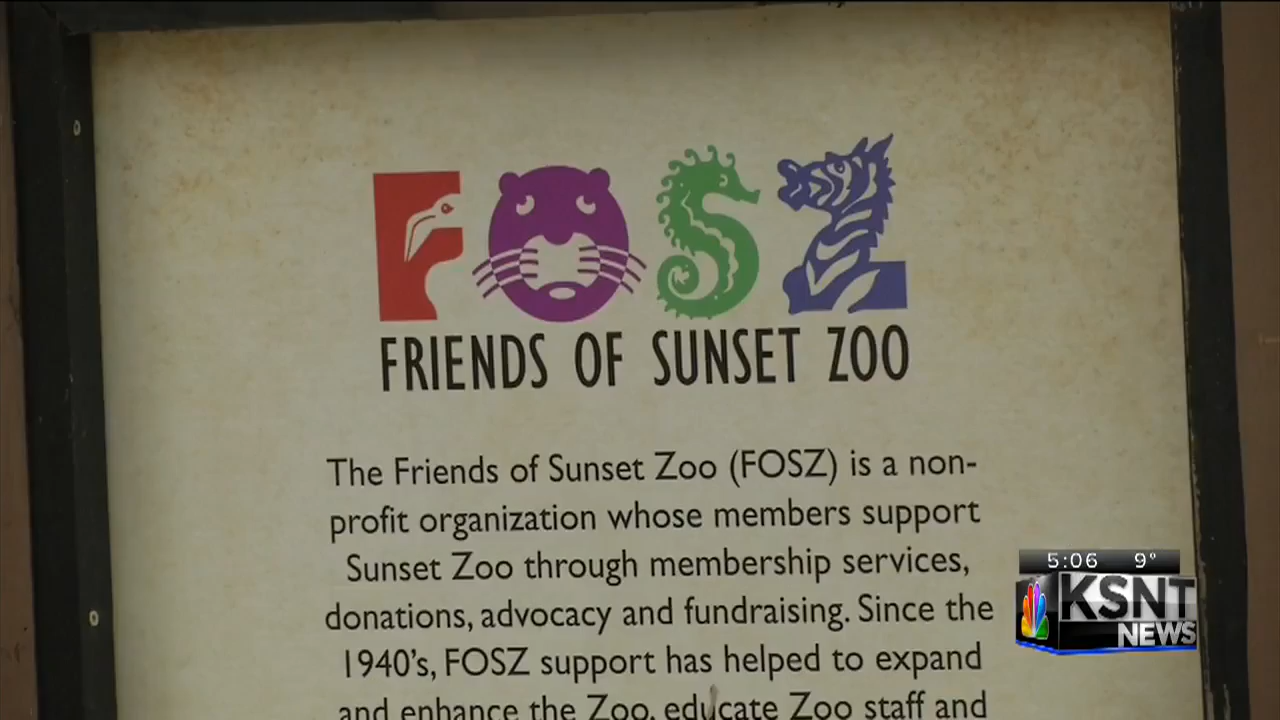 FOSZ
FRIENDS OF SUNSET ZOO
The Friends of Sunset Zoo (FOSZ) is a non-
profit organization whose members support
Sunset Zoo through membership services,
donations, advocacy and fundraising. Since the
1940's, FOSZ support has helped to expand
and enhance the Zoo, educate Zoo staff and
5:06 9°
KSNT
NEWS